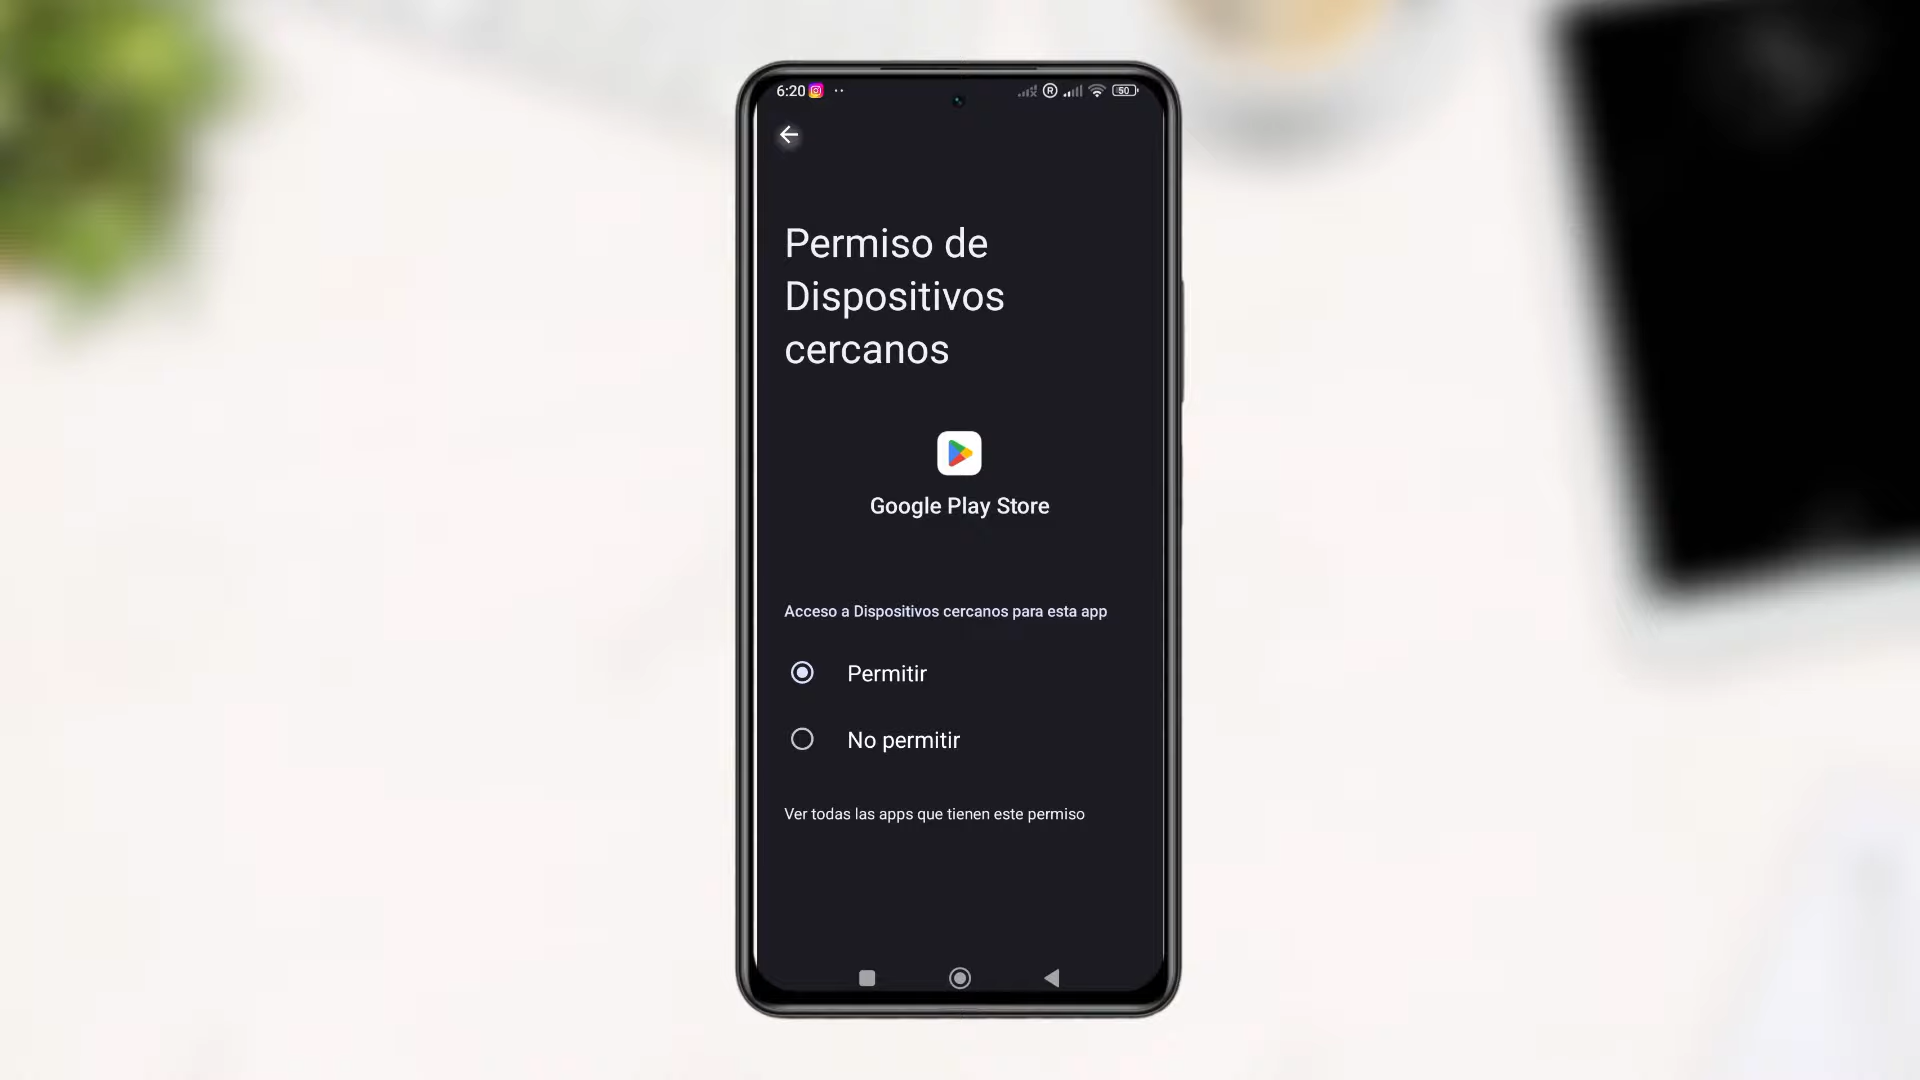 6:20
R
50
Permiso de
Dispositivos
cercanos
Google Play Store
Acceso a Dispositivos cercanos para esta app
Permitir
No permitir
Ver todas las apps que tienen este permiso